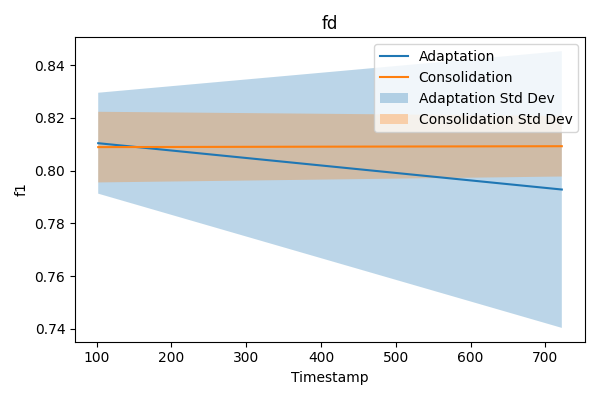 fd
Adaptation
Consolidation
Adaptation Std Dev
Consolidation Std Dev
0.84
0.82
0.80
0.78
0.76
0.74
f1
100 200 300 400 500 600 700
Timestamp